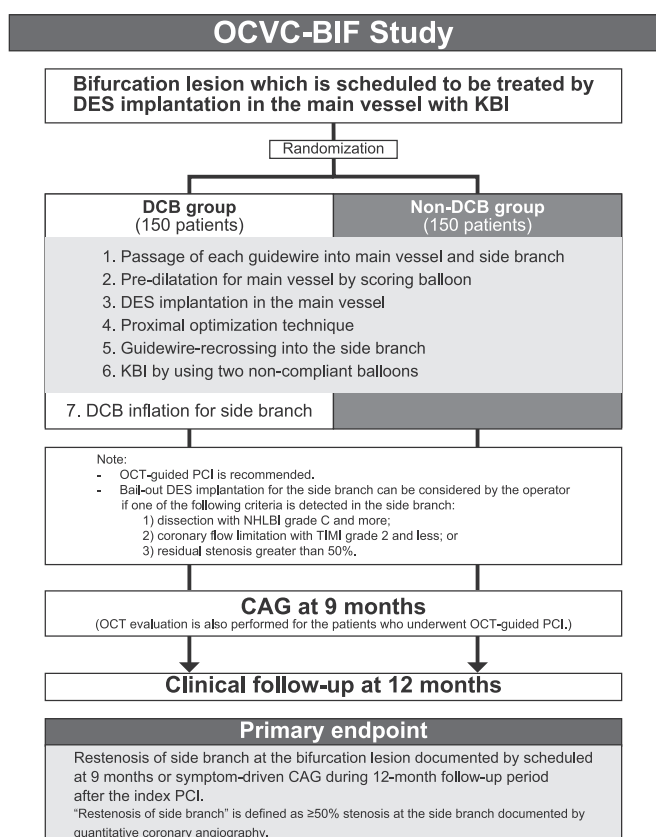 OCVC-BIF Study
Bifurcation lesion which is scheduled to be treated by
DES implantation in the main vessel with KBI
Randomization
DCB group
(150 patients)
Non-DCB group
(150 patients)
1. Passage of each guidewire into main vessel and side branch
2. Pre-dilatation for main vessel by scoring balloon
3. DES implantation in the main vessel
4. Proximal optimization technique
5. Guidewire-recrossing into the side branch
6. KBI by using two non-compliant balloons
7. DCB inflation for side branch
Note:
- OCT-guided PCI is recommended.
- Bail-out DES implantation for the side branch can be considered by the operator
if one of the following criteria is detected in the side branch:
1) dissection with NHLBI grade C and more;
2) coronary flow limitation with TIMI grade 2 and less; or
3) residual stenosis greater than 50%.
CAG at 9 months
(OCT evaluation is also performed for the patients who underwent OCT-guided PCI.)
Clinical follow-up at 12 months
Primary endpoint
Restenosis of side branch at the bifurcation lesion documented by scheduled
at 9 months or symptom-driven CAG during 12-month follow-up period
after the index PCI.
"Restenosis of side branch" is defined as ≥50% stenosis at the side branch documented by
quantitative coronary angiography.